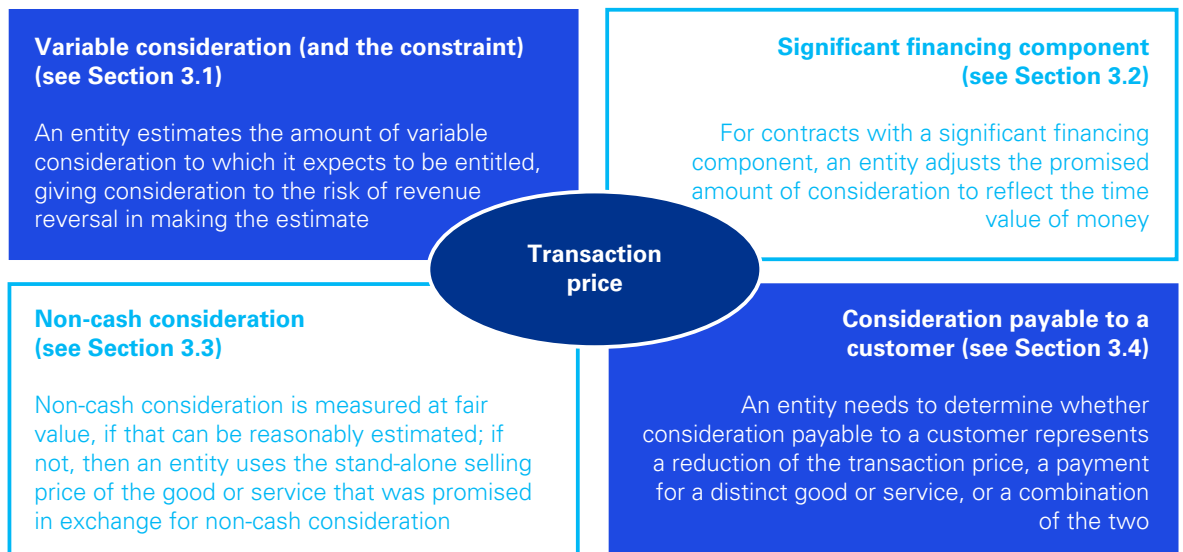 Variable consideration (and the constraint)
(see Section 3.1)
An entity estimates the amount of variable
consideration to which it expects to be entitled,
giving consideration to the risk of revenue
reversal in making the estimate
Significant financing component
(see Section 3.2)
For contracts with a significant financing
component, an entity adjusts the promised
amount of consideration to reflect the time
value of money
Transaction
price
Non-cash consideration
(see Section 3.3)
Non-cash consideration is measured at fair
value, if that can be reasonably estimated; if
not, then an entity uses the stand-alone selling
price of the good or service that was promised
in exchange for non-cash consideration
Consideration payable to a
customer (see Section 3.4)
An entity needs to determine whether
consideration payable to a customer represents
a reduction of the transaction price, a payment
for a distinct good or service, or a combination
of the two